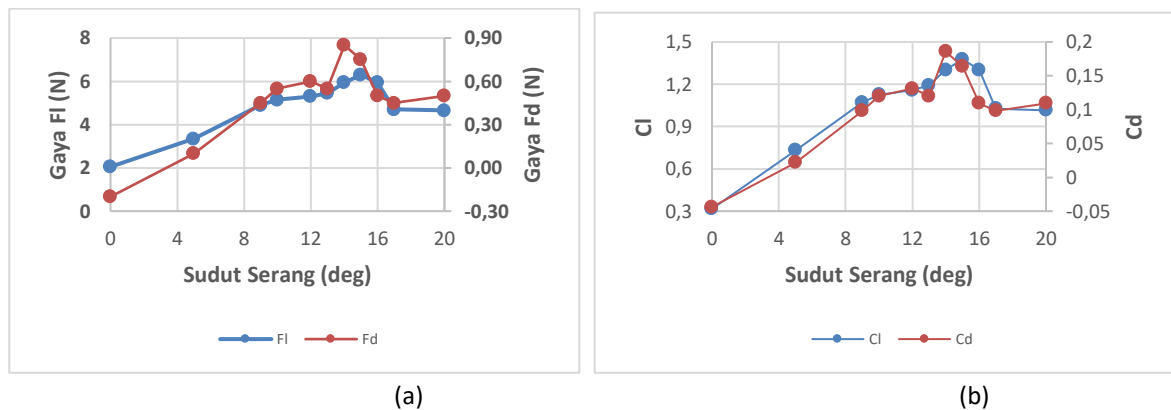 8
6
4
2
0
0,90
0,60
0,30
0,00
-0,30
Gaya Fl (N)
Gaya Fd (N)
0 4 8 12 16 20
Sudut Serang (deg)
Fl Fd
(a)
1,5
1,2
0,9
0,6
0,3
0,2
0,15
0,1
0,05
0
-0,05
Cl
Cd
0 4 8 12 16 20
Sudut Serang (deg)
Cl Cd
(b)